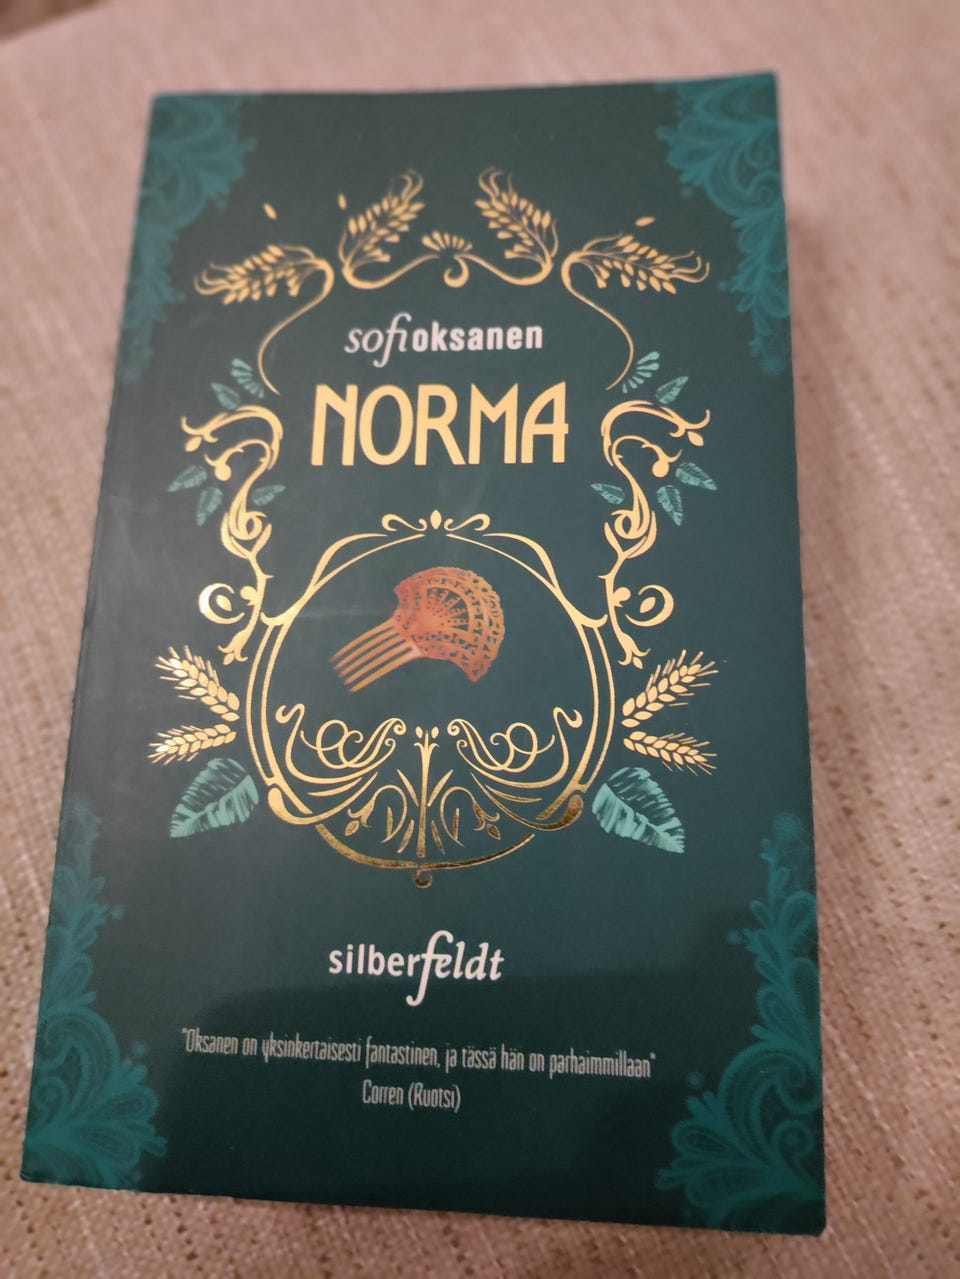 sofioksanen
NORMA
silberfeldt
"Oksanen on yksinkertaisesti fantastinen, ja tässä hän on parhaimmillaan"
Corren (Ruotsi)